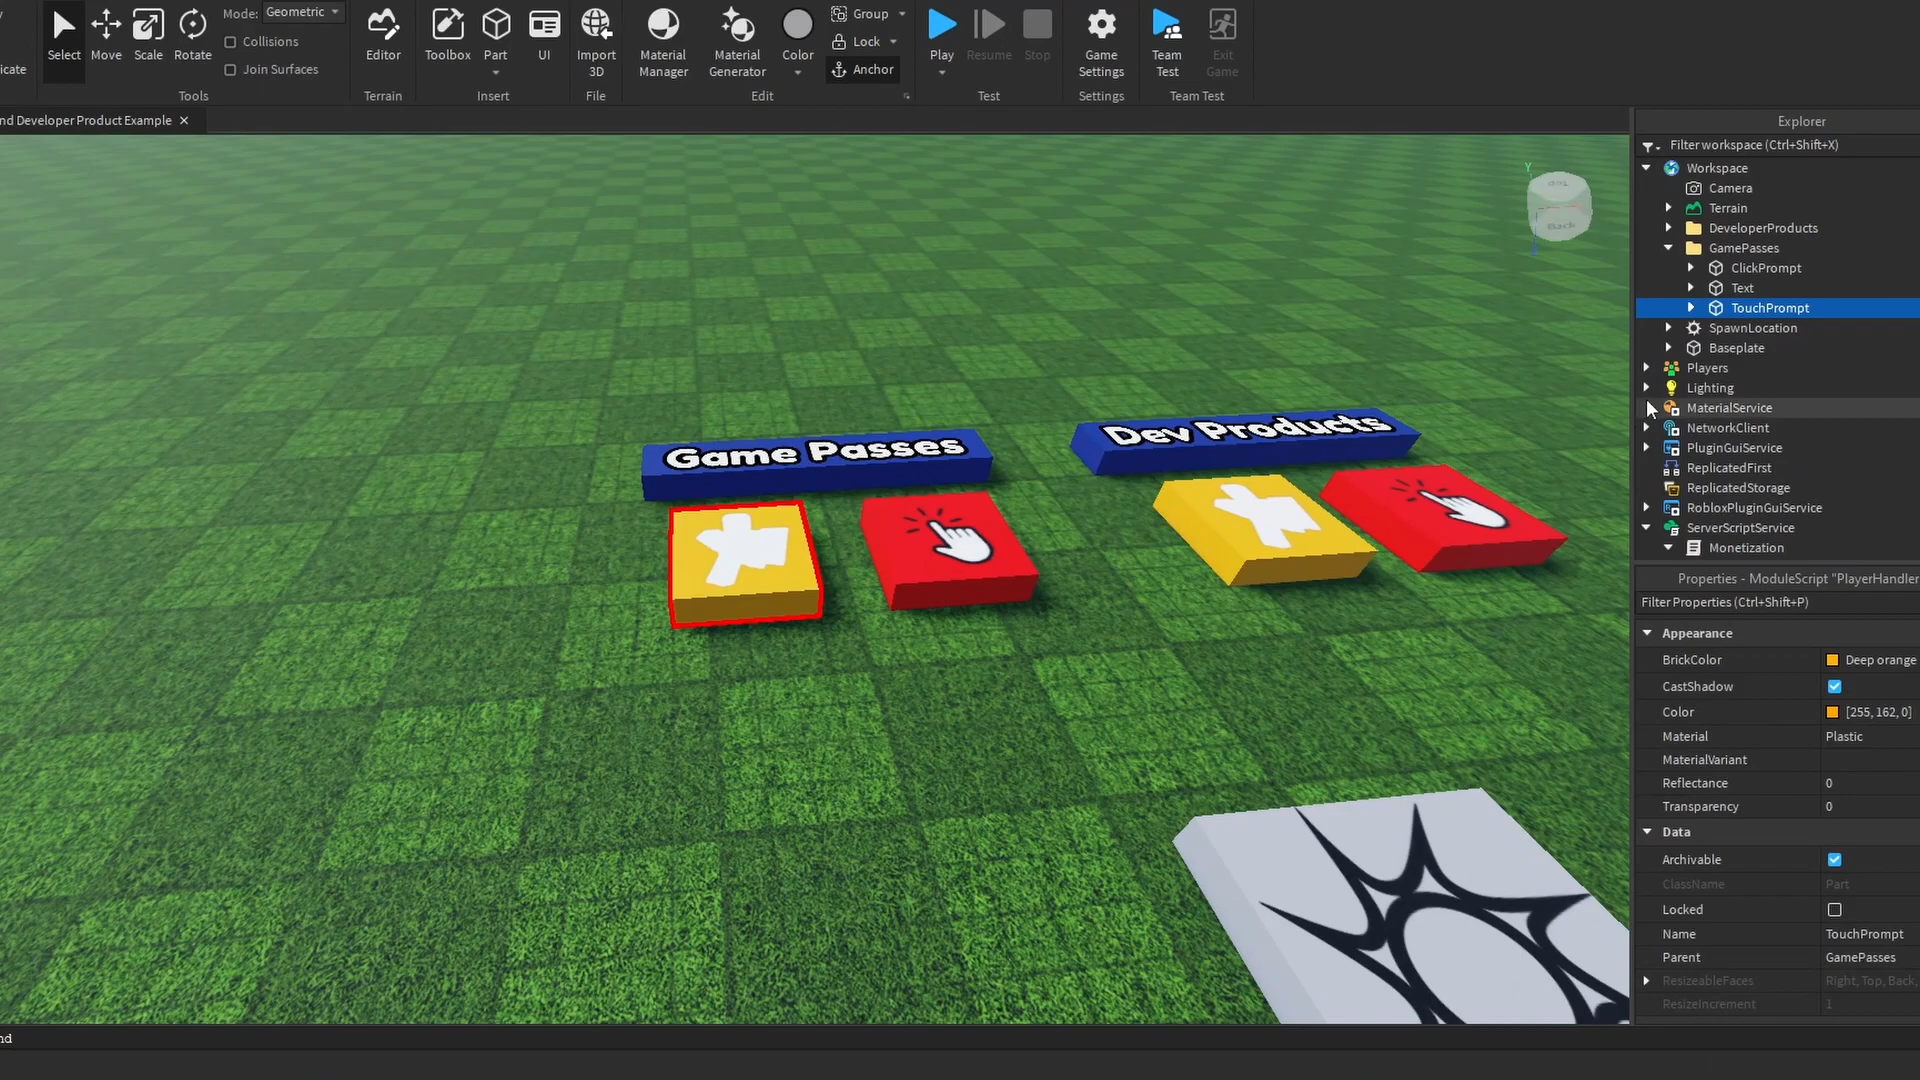 Mode: Geometric
Collisions
Join Surfaces
icate
Select
Move
Scale
Rotate
Tools
Editor
Terrain
Toolbox
Part
UI
Insert
Import
3D
File
Material
Manager
Material
Generator
Color
Group
Lock
Anchor
Edit
Play
Resume
Stop
Test
Game
Settings
Settings
Team
Test
Exit
Game
Team Test
nd Developer Product Example
Game Passes
Dev Products
Y
Back
Explorer
Filter workspace (Ctrl+Shift+X)
Workspace
Camera
Terrain
DeveloperProducts
GamePasses
ClickPrompt
Text
TouchPrompt
SpawnLocation
Baseplate
Players
Lighting
MaterialService
NetworkClient
PluginGuiService
ReplicatedFirst
ReplicatedStorage
RobloxPluginGuiService
ServerScriptService
Monetization
Properties - ModuleScript "PlayerHandler
Filter Properties (Ctrl+Shift+P)
Appearance
BrickColor Deep orange
CastShadow
Color [255, 162, 0]
Material Plastic
MaterialVariant
Reflectance 0
Transparency 0
Data
Archivable
ClassName Part
Locked
Name TouchPrompt
Parent GamePasses
ResizeableFaces Right, Top, Back,
ResizeIncrement 1
nd